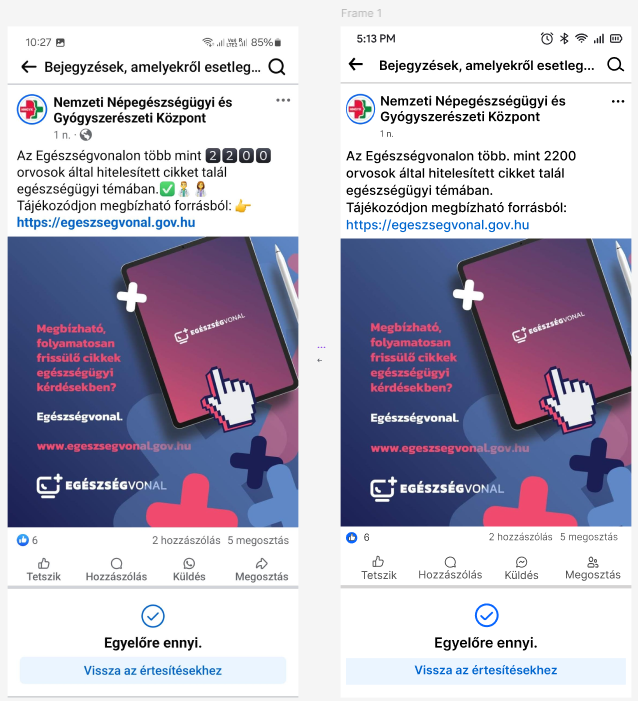 Frame 1
10:27
85%
Bejegyzések, amelyekről esetleg...
Nemzeti Népegészségügyi és
Gyógyszerészeti Központ
1 n. ·
Az Egészségvonalon több mint 2200
orvosok által hitelesített cikket talál
egészségügyi témában.✅
Tájékozódjon megbízható forrásból: 👉
https://egeszsegvonal.gov.hu
EGÉSZSÉGVONAL
Megbízható,
folyamatosan
frissülő cikkek
egészségügyi
kérdésekben?
Egészségvonal.
www.egeszsegvonal.gov.hu
EGÉSZSÉGVONAL
6
2 hozzászólás 5 megosztás
Tetszik Hozzászólás Küldés Megosztás
Egyelőre ennyi.
Vissza az értesítésekhez
5:13 PM
Bejegyzések, amelyekről esetleg...
Nemzeti Népegészségügyi és
Gyógyszerészeti Központ
1 n.
Az Egészségvonalon több. mint 2200
orvosok által hitelesített cikket talál
egészségügyi témában.
Tájékozódjon megbízható forrásból:
https://egeszsegvonal.gov.hu
EGÉSZSÉGVONAL
Megbízható,
folyamatosan
frissülő cikkek
egészségügyi
kérdésekben?
Egészségvonal.
www.egeszsegvonal.gov.hu
EGÉSZSÉGVONAL
6
2 hozzászólás 5 megosztás
Tetszik Hozzászólás Küldés Megosztás
Egyelőre ennyi.
Vissza az értesítésekhez